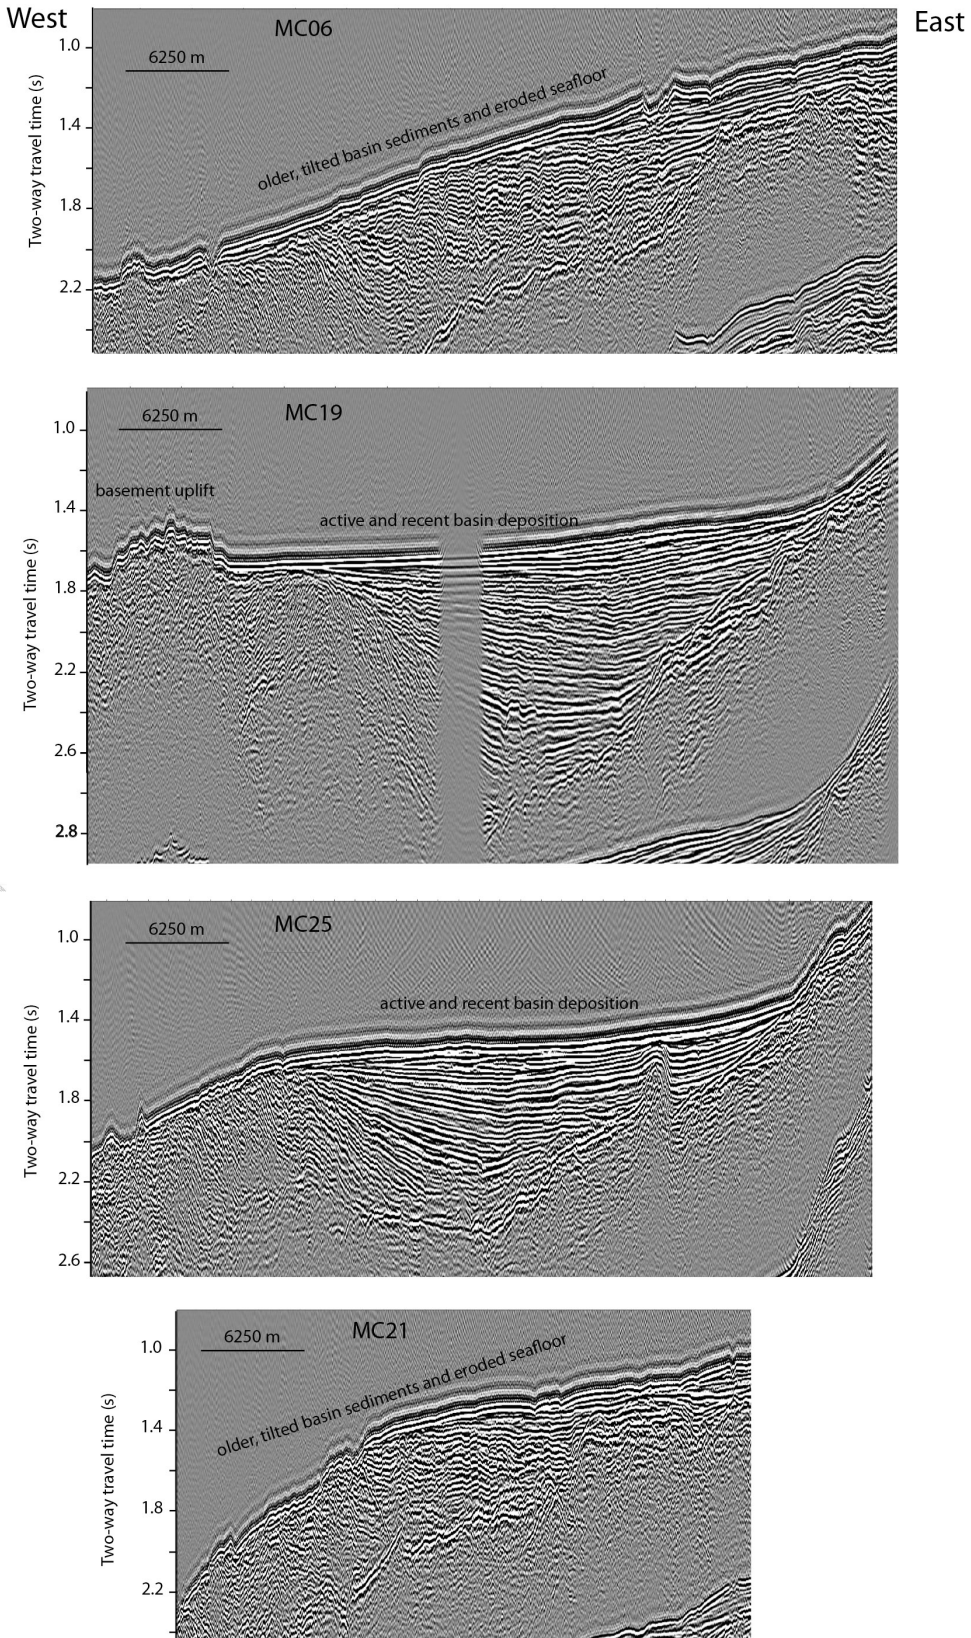 West
East
MC06
6250 m
older, tilted basin sediments and eroded seafloor
Two-way travel time (s)
1.0
1.4
1.8
2.2
MC19
6250 m
basement uplift
active and recent basin deposition
Two-way travel time (s)
1.0
1.4
1.8
2.2
2.6
2.8
MC25
6250 m
active and recent basin deposition
Two-way travel time (s)
1.0
1.4
1.8
2.2
2.6
MC21
6250 m
older, tilted basin sediments and eroded seafloor
Two-way travel time (s)
1.0
1.4
1.8
2.2